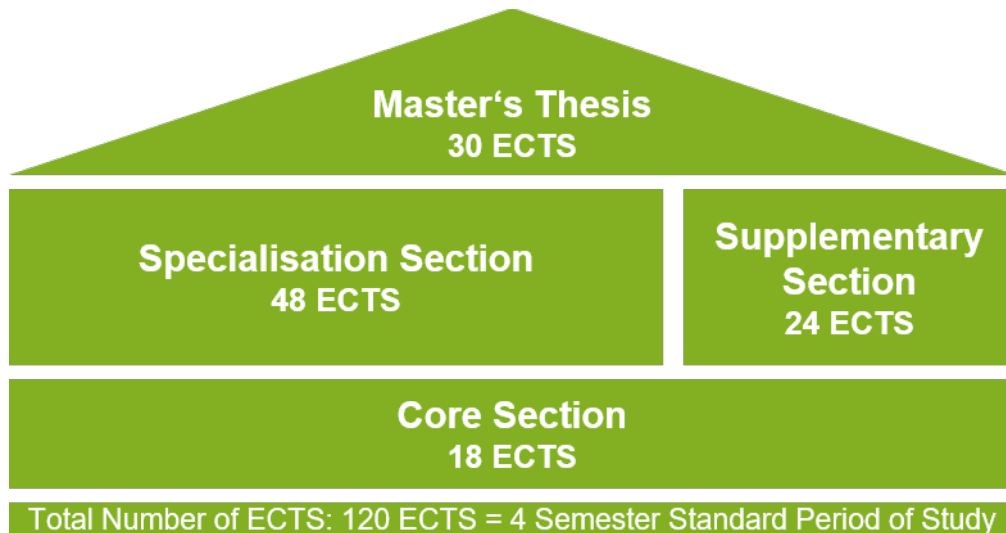 Master‘s Thesis
30 ECTS
Specialisation Section
48 ECTS
Supplementary
Section
24 ECTS
Core Section
18 ECTS
Total Number of ECTS: 120 ECTS = 4 Semester Standard Period of Study